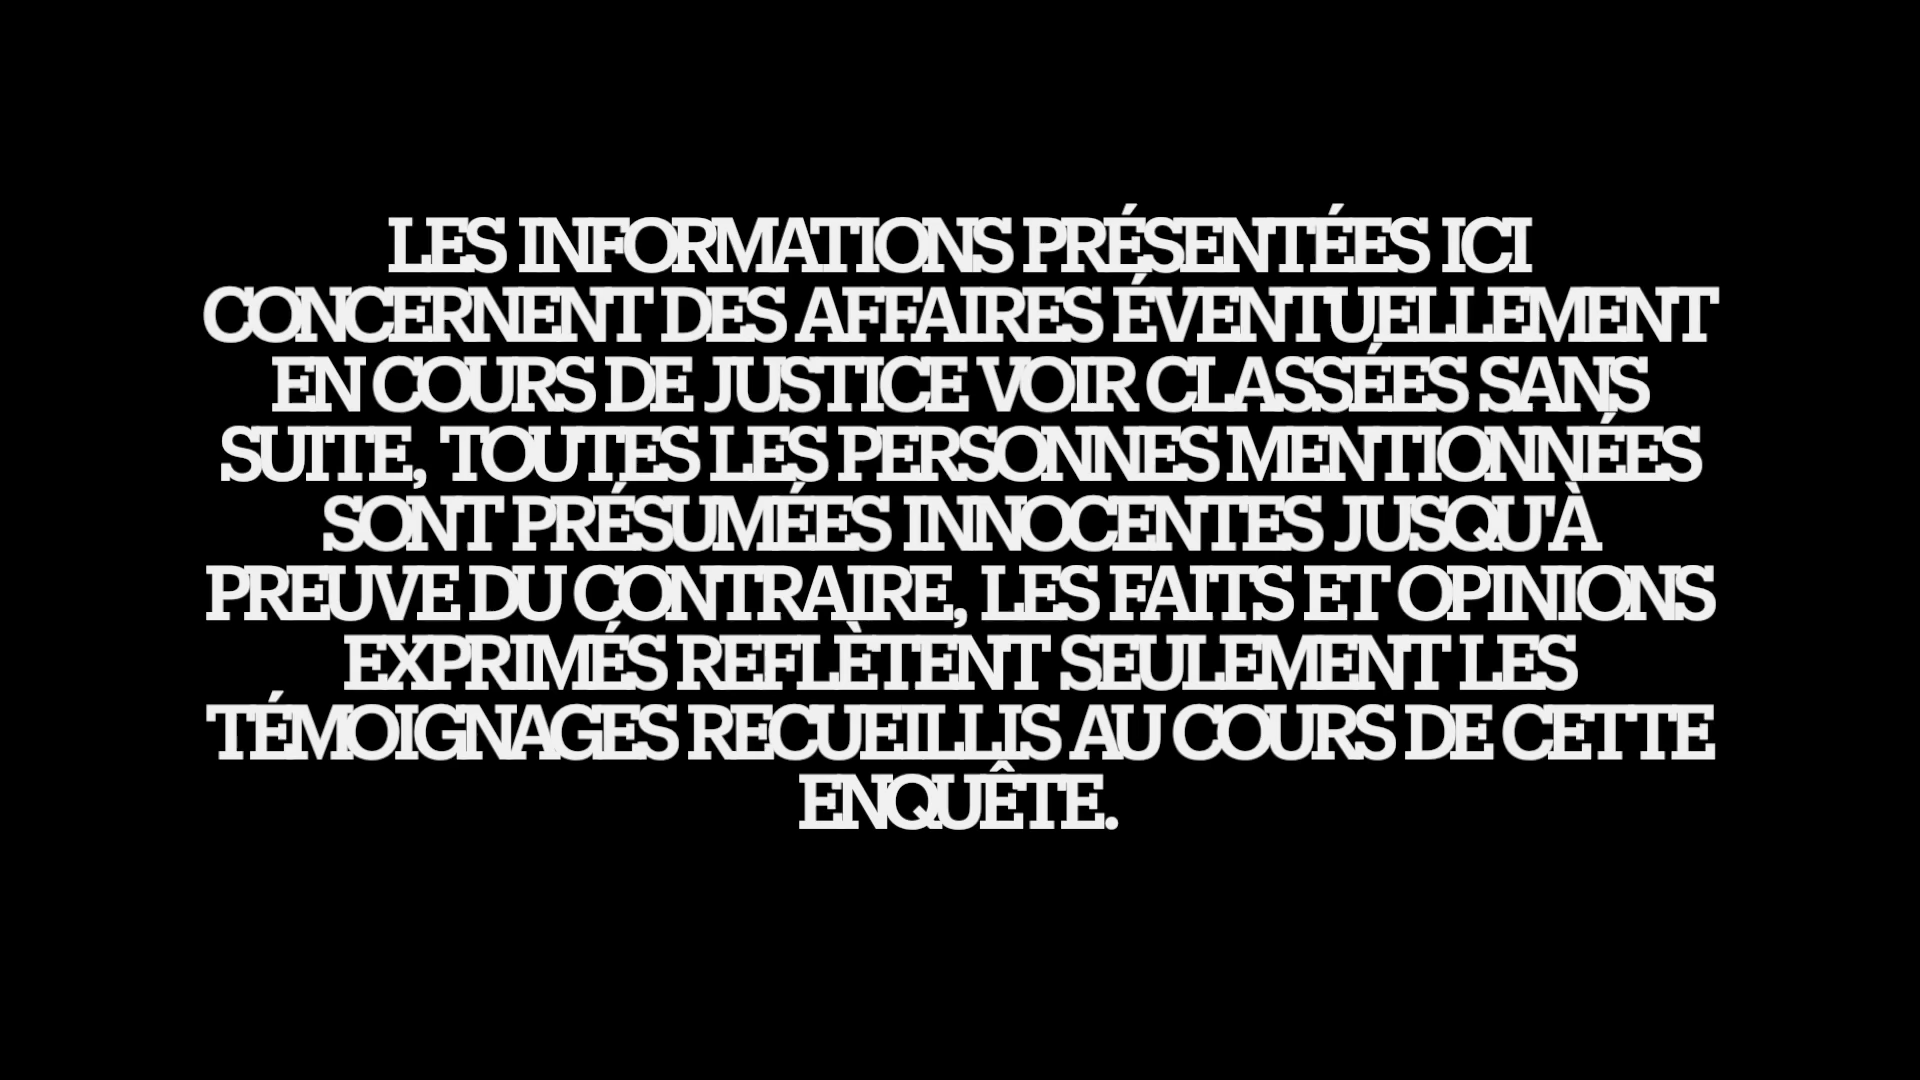 LES INFORMATIONS PRÉSENTÉES ICI
CONCERNENT DES AFFAIRES ÉVENTUELLEMENT
EN COURS DE JUSTICE VOIR CLASSÉES SANS
SUITE, TOUTES LES PERSONNES MENTIONNÉES
SONT PRÉSUMÉES INNOCENTES JUSQU'À
PREUVE DU CONTRAIRE, LES FAITS ET OPINIONS
EXPRIMÉS REFLÈTENT SEULEMENT LES
TÉMOIGNAGES RECUEILLIS AU COURS DE CETTE
ENQUÊTE.